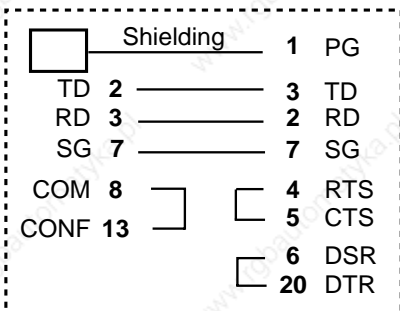 Shielding 1 PG
TD 2 3 TD
RD 3 2 RD
SG 7 7 SG
COM 8 4 RTS
5 CTS
CONF 13
6 DSR
20 DTR